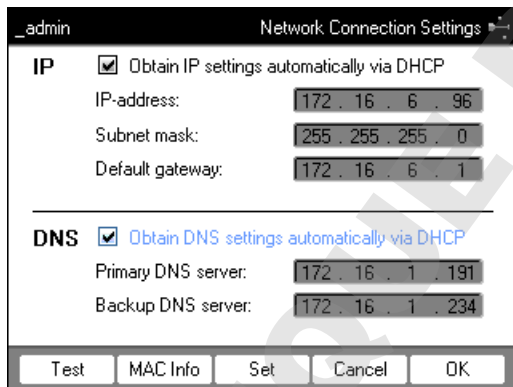 _admin Network Connection Settings
IP Obtain IP settings automatically via DHCP
IP-address: 172 . 16 . 6 . 96
Subnet mask: 255 . 255 . 255 . 0
Default gateway: 172 . 16 . 6 . 1
DNS Obtain DNS settings automatically via DHCP
Primary DNS server: 172 . 16 . 1 . 191
Backup DNS server: 172 . 16 . 1 . 234
Test MAC Info Set Cancel OK